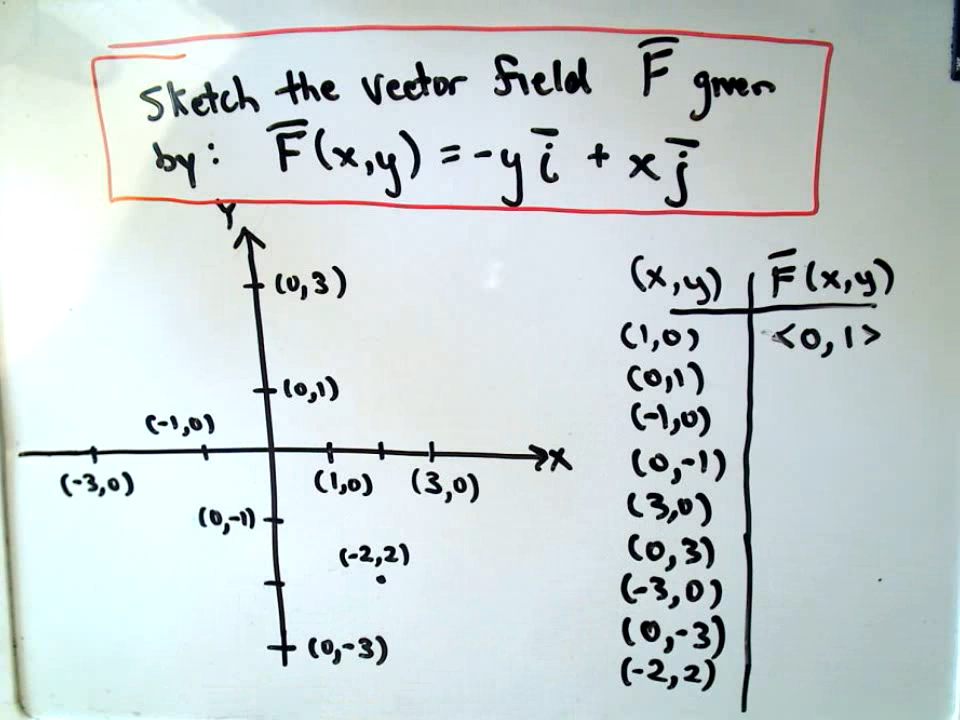 Sketch the vector field F̅ given
by: F̅(x,y) = -y i̅ + x j̅
Y
(0,3)
(0,1)
(-1,0)
X
(-3,0) (1,0) (3,0)
(0,-1)
(-2,2)
(0,-3)
(x,y) F̅(x,y)
(1,0) <0,1>
(0,1)
(-1,0)
(0,-1)
(3,0)
(0,3)
(-3,0)
(0,-3)
(-2,2)